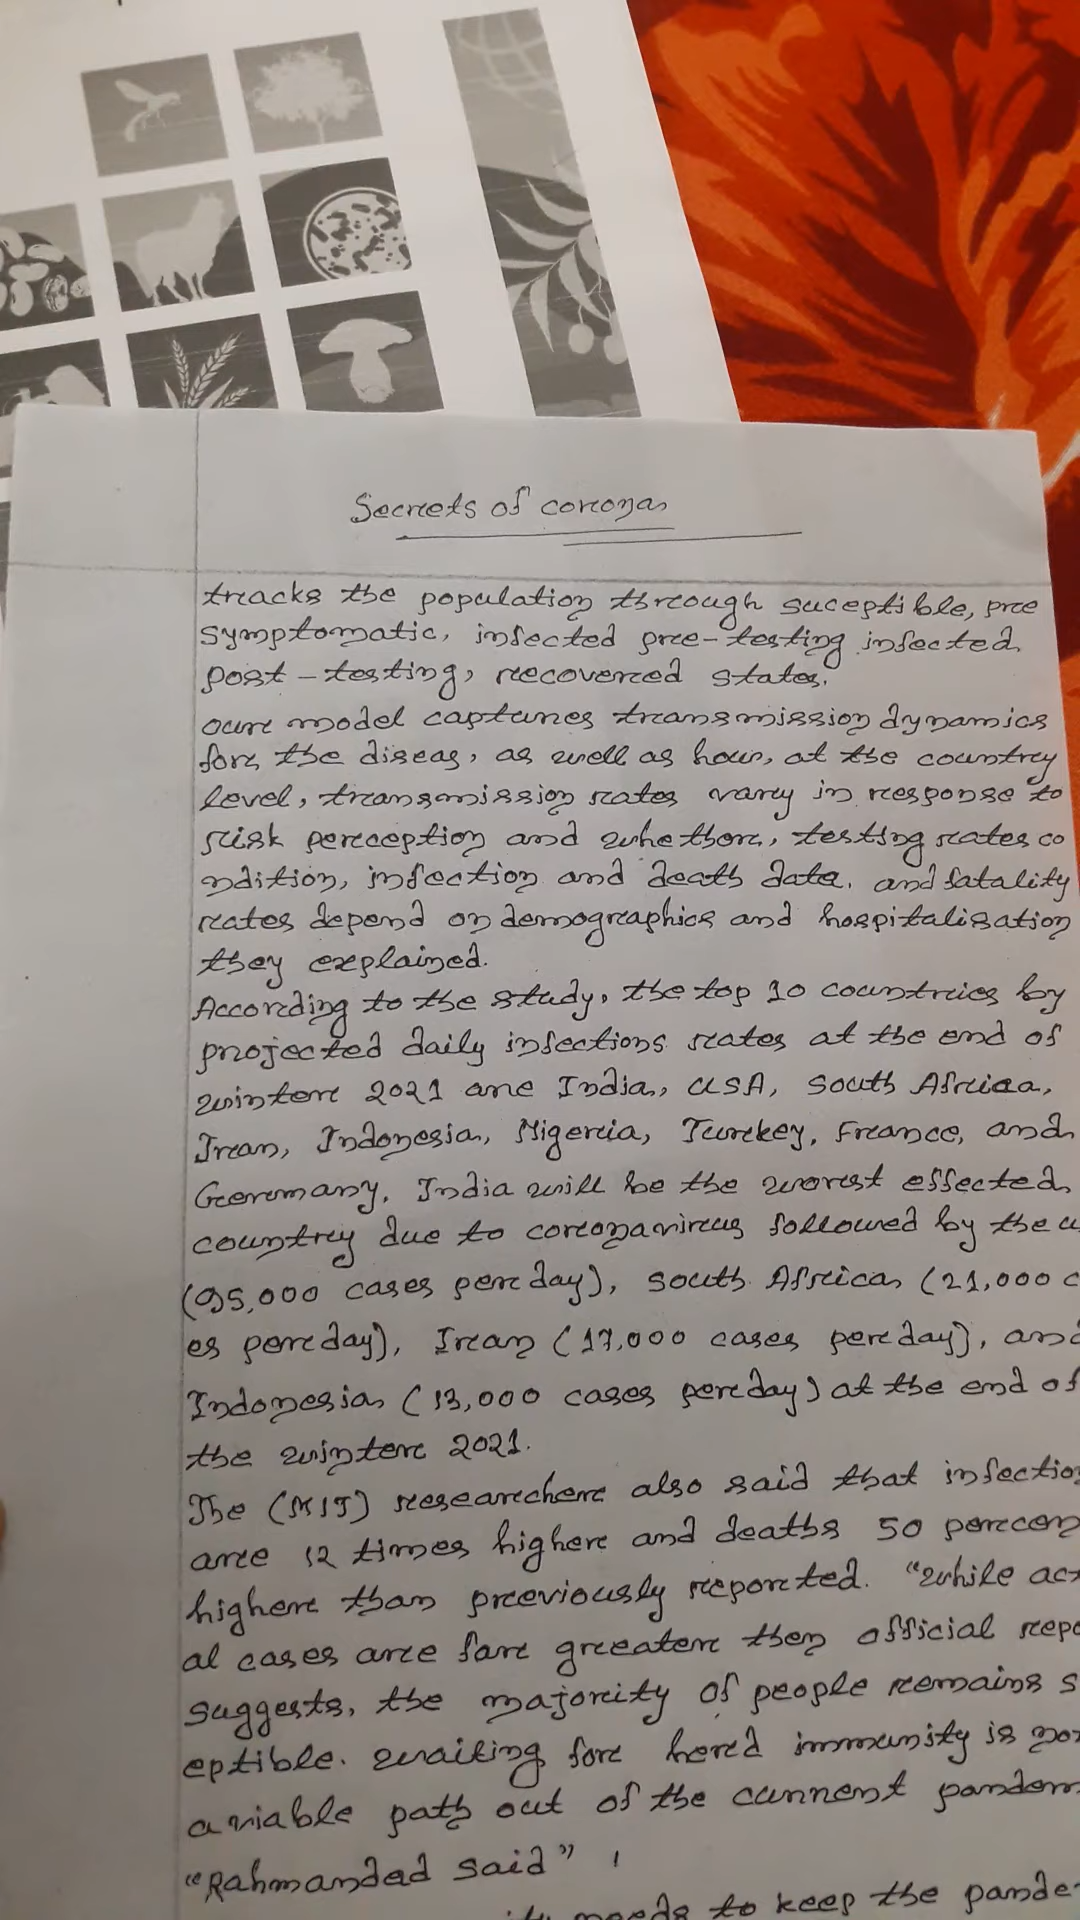 Secrets of corona
tracks the population through suceptible, pre
symptomatic, infected pre-testing infected
post-testing, recovered states.
our model captures transmission dynamics
for the diseas, as well as how, at the country
level, transmission rates vary in response to
risk perception and whether, testing rates co
ndition, infection and death data. and fatality
rates depend on demographics and hospitalisation
they explained.
According to the study, the top 10 countries by
projected daily infections rates at the end of
winter 2021 are India, USA, South Africa,
Iran, Indonesia, Nigeria, Turkey, France, and
Germany. India will be the worst effected
country due to coronavirus followed by the u
(95,000 cases per day), South Africa (21,000 c
es per day), Iran (17,000 cases per day), and
Indonesia (13,000 cases per day) at the end of
the winter 2021.
The (MIT) researcher also said that infectio
are 12 times higher and deaths 50 percen
higher than previously reported. "while act
al cases are far greater then official repo
suggests, the majority of people remains s
eptible. waiting for herd immunity is not
a viable path out of the current pandem
"Rahmandad said"
needs to keep the pande